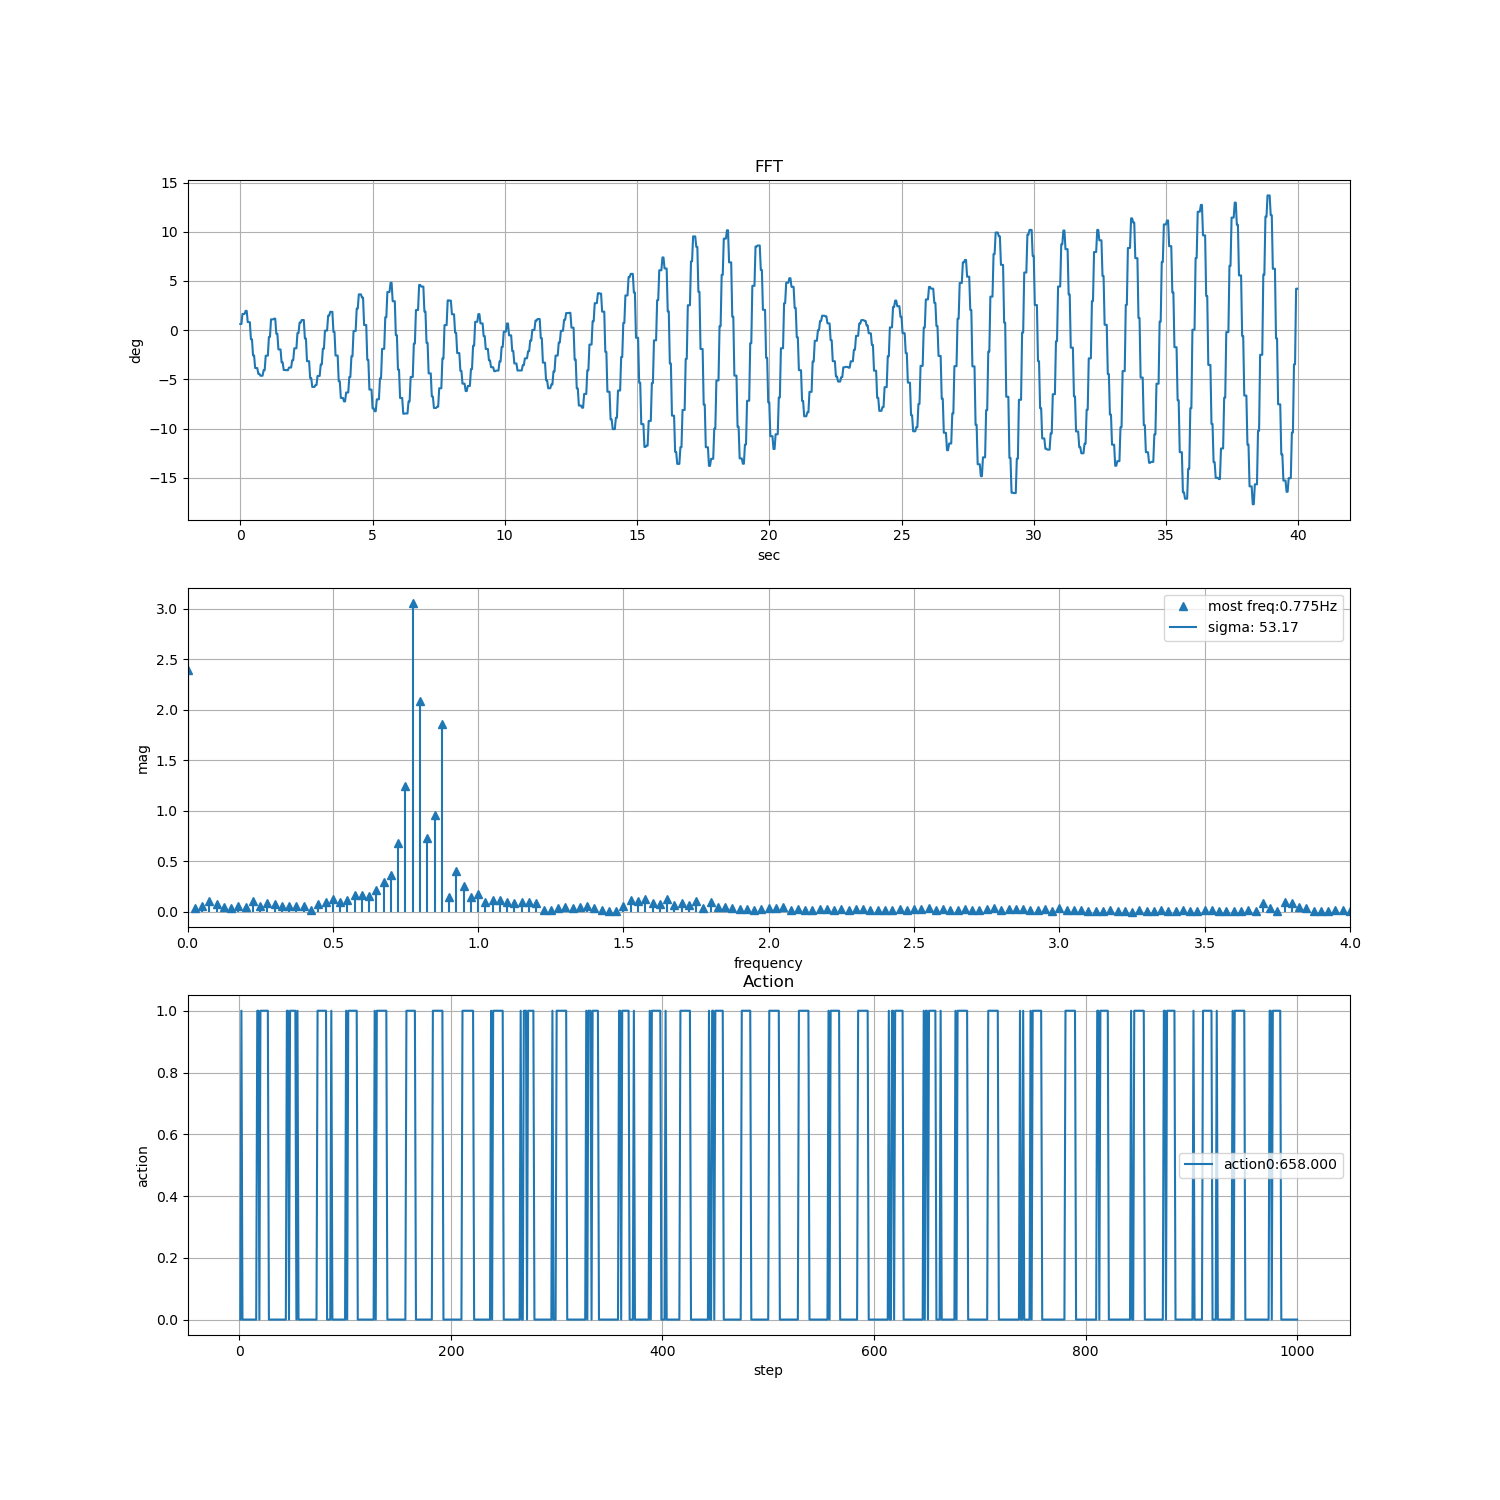 FFT
15
10
5
0
−5
−10
−15
deg
0 5 10 15 20 25 30 35 40
sec
3.0
2.5
2.0
1.5
1.0
0.5
0.0
mag
most freq:0.775Hz
sigma: 53.17
0.0 0.5 1.0 1.5 2.0 2.5 3.0 3.5 4.0
frequency
Action
1.0
0.8
0.6
0.4
0.2
0.0
action
action0:658.000
0 200 400 600 800 1000
step